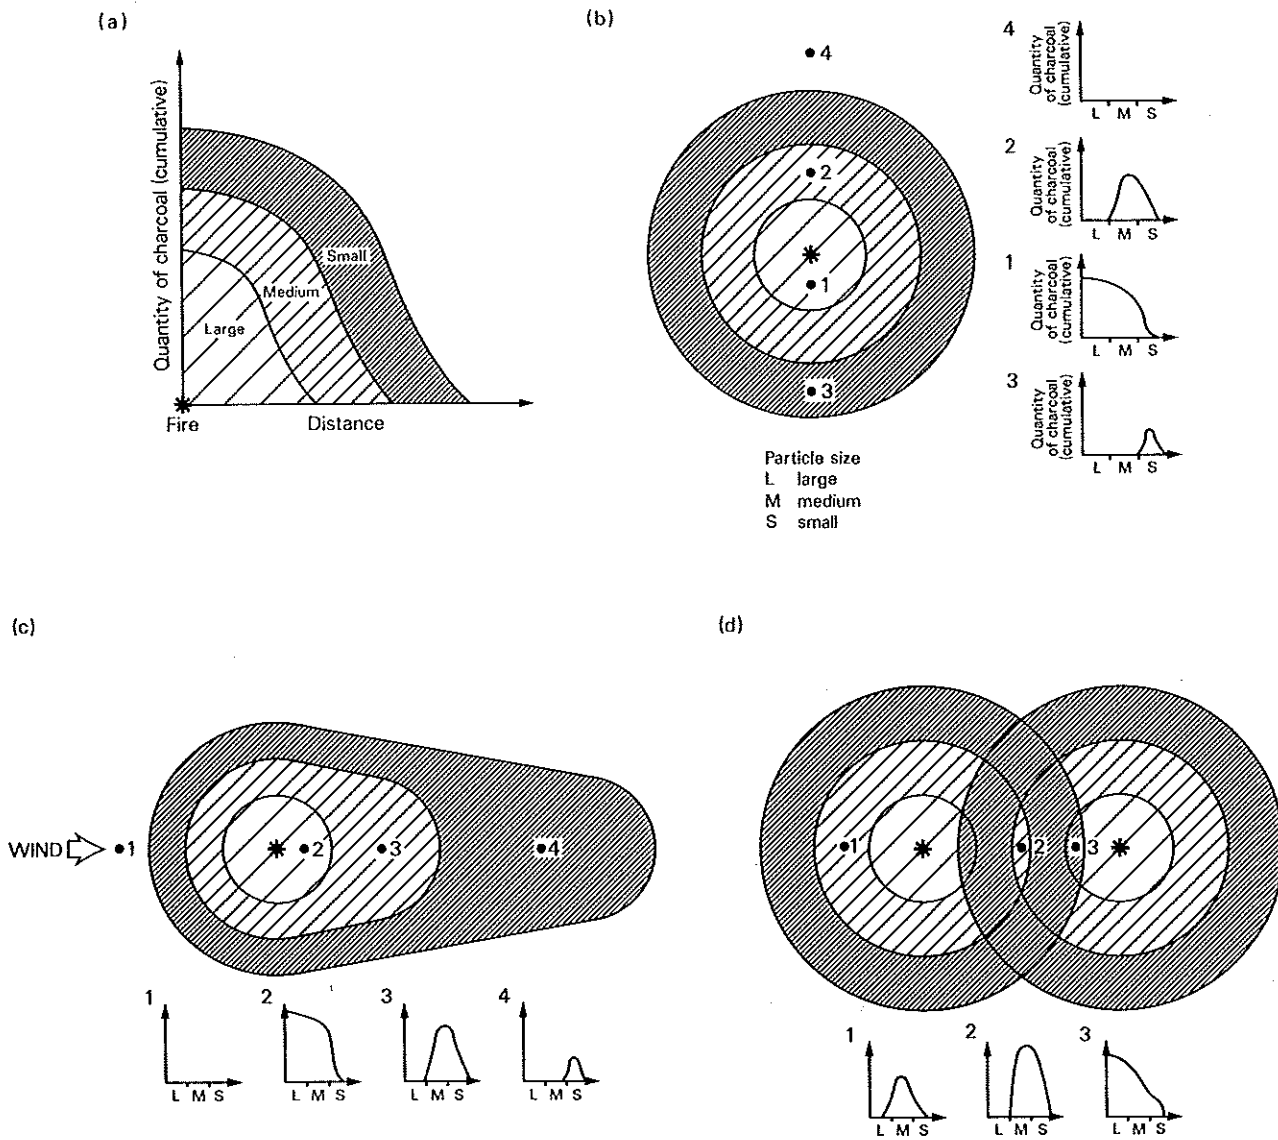 (a)
Quantity of charcoal (cumulative)
Small
Medium
Large
Fire
Distance
(b)
4
2
1
3
Particle size
L large
M medium
S small
4
Quantity
of charcoal
(cumulative)
L M S
2
Quantity
of charcoal
(cumulative)
L M S
1
Quantity
of charcoal
(cumulative)
L M S
3
Quantity
of charcoal
(cumulative)
L M S
(c)
WIND
1
2
3
4
1
L M S
2
L M S
3
L M S
4
L M S
(d)
1
2
3
1
L M S
2
L M S
3
L M S